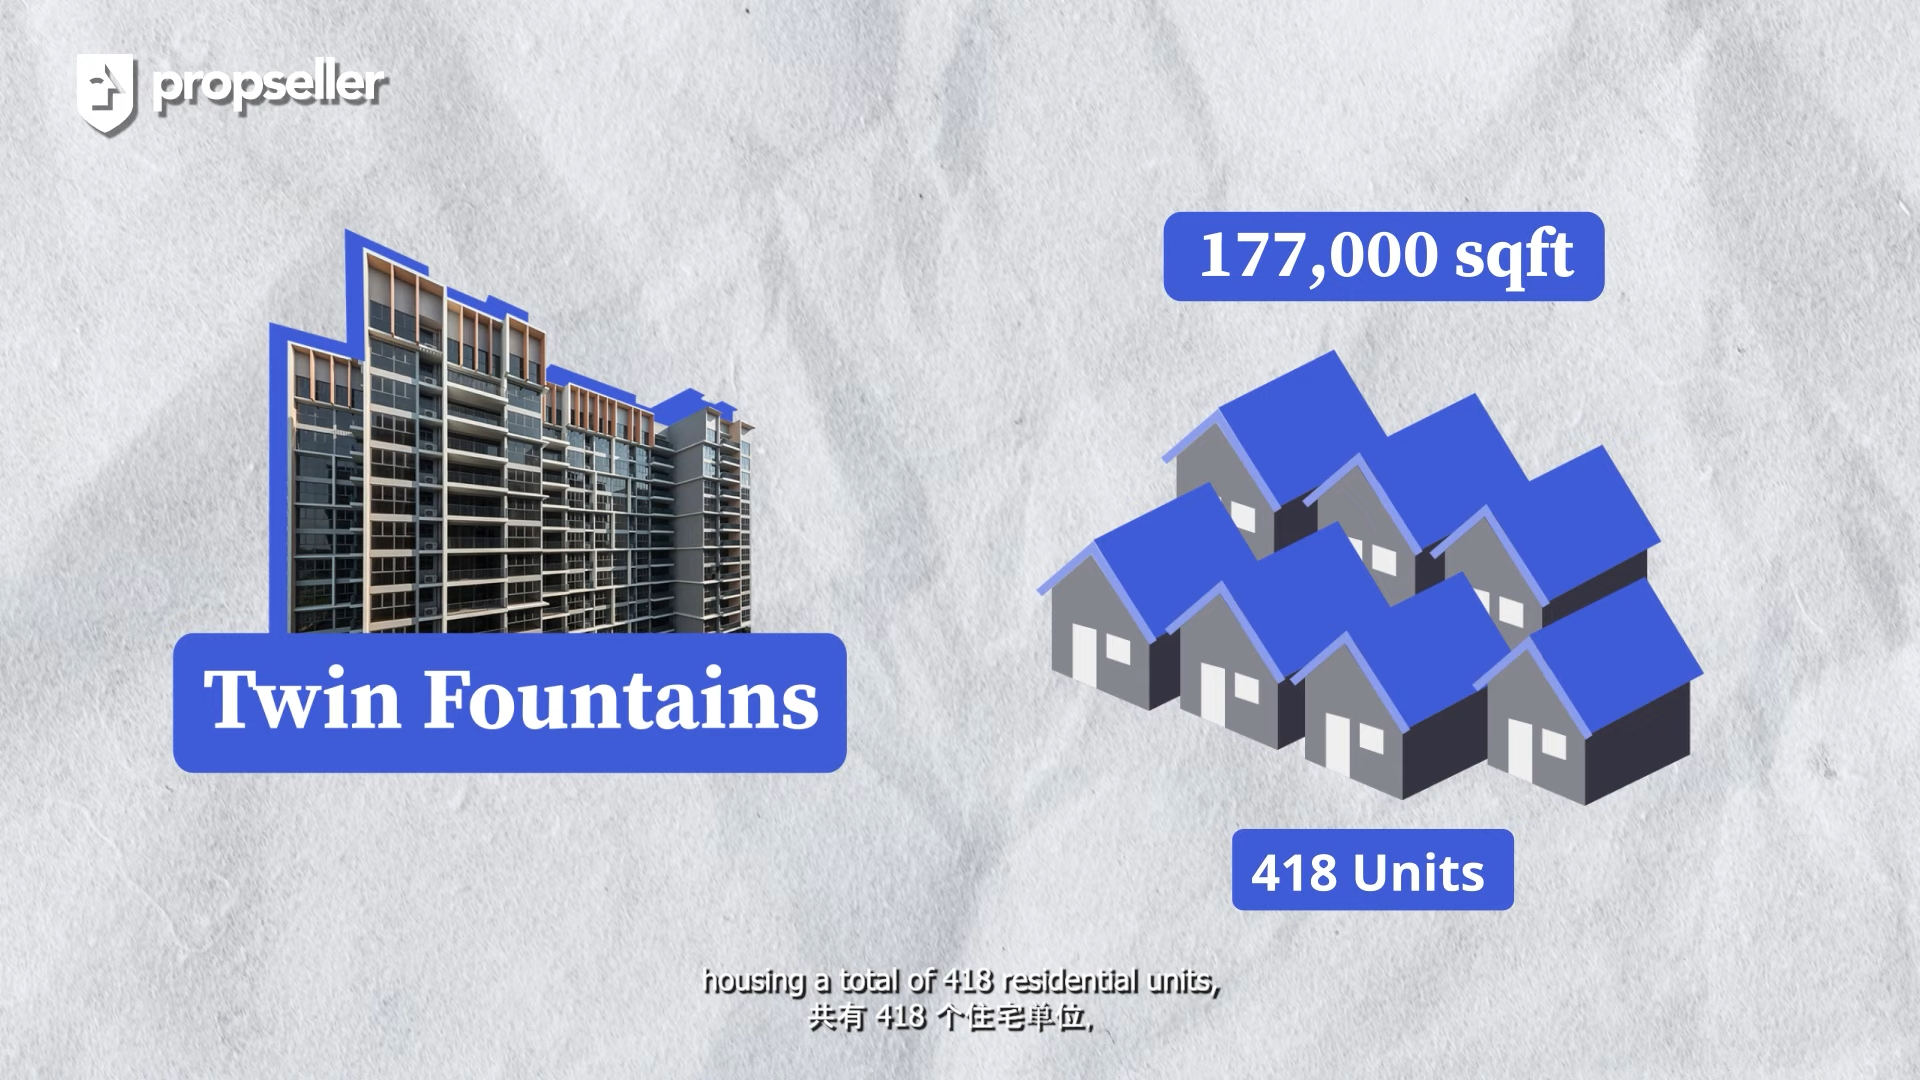 propseller
177,000 sqft
Twin Fountains
418 Units
housing a total of 418 residential units,
共有 418 个住宅单位,